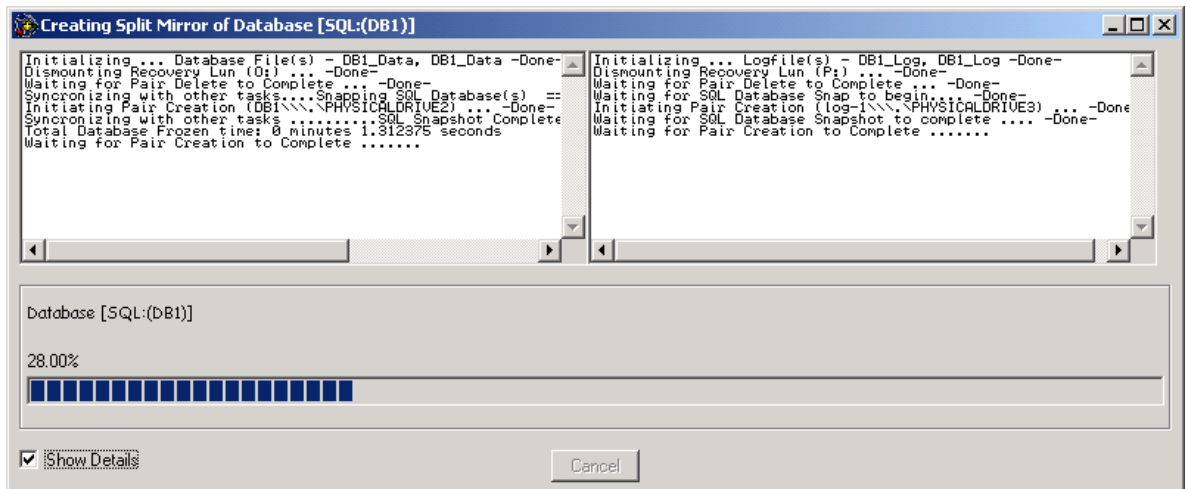 Creating Split Mirror of Database [SQL:(DB1)]
Initializing ... Database File(s) - DB1_Data, DB1_Data -Done-
Dismounting Recovery Lun (O:) ... -Done-
Waiting for Pair Delete to Complete ... -Done-
Syncronizing with other tasks....Snapping SQL Database(s) ==
Initiating Pair Creation (DB1\\\.\PHYSICALDRIVE2) ... -Done-
Syncronizing with other tasks ..........SQL Snapshot Complete
Total Database Frozen time: 0 minutes 1.312375 seconds
Waiting for Pair Creation to Complete .......
Initializing ... Logfile(s) - DB1_Log, DB1_Log -Done-
Dismounting Recovery Lun (P:) ... -Done-
Waiting for Pair Delete to Complete ... -Done-
Waiting for SQL Database Snap to begin.... -Done-
Initiating Pair Creation (log-1\\\.\PHYSICALDRIVE3) ... -Done
Waiting for SQL Database Snapshot to complete .... -Done-
Waiting for Pair Creation to Complete .......
Database [SQL:(DB1)]
28.00%
Show Details
Cancel